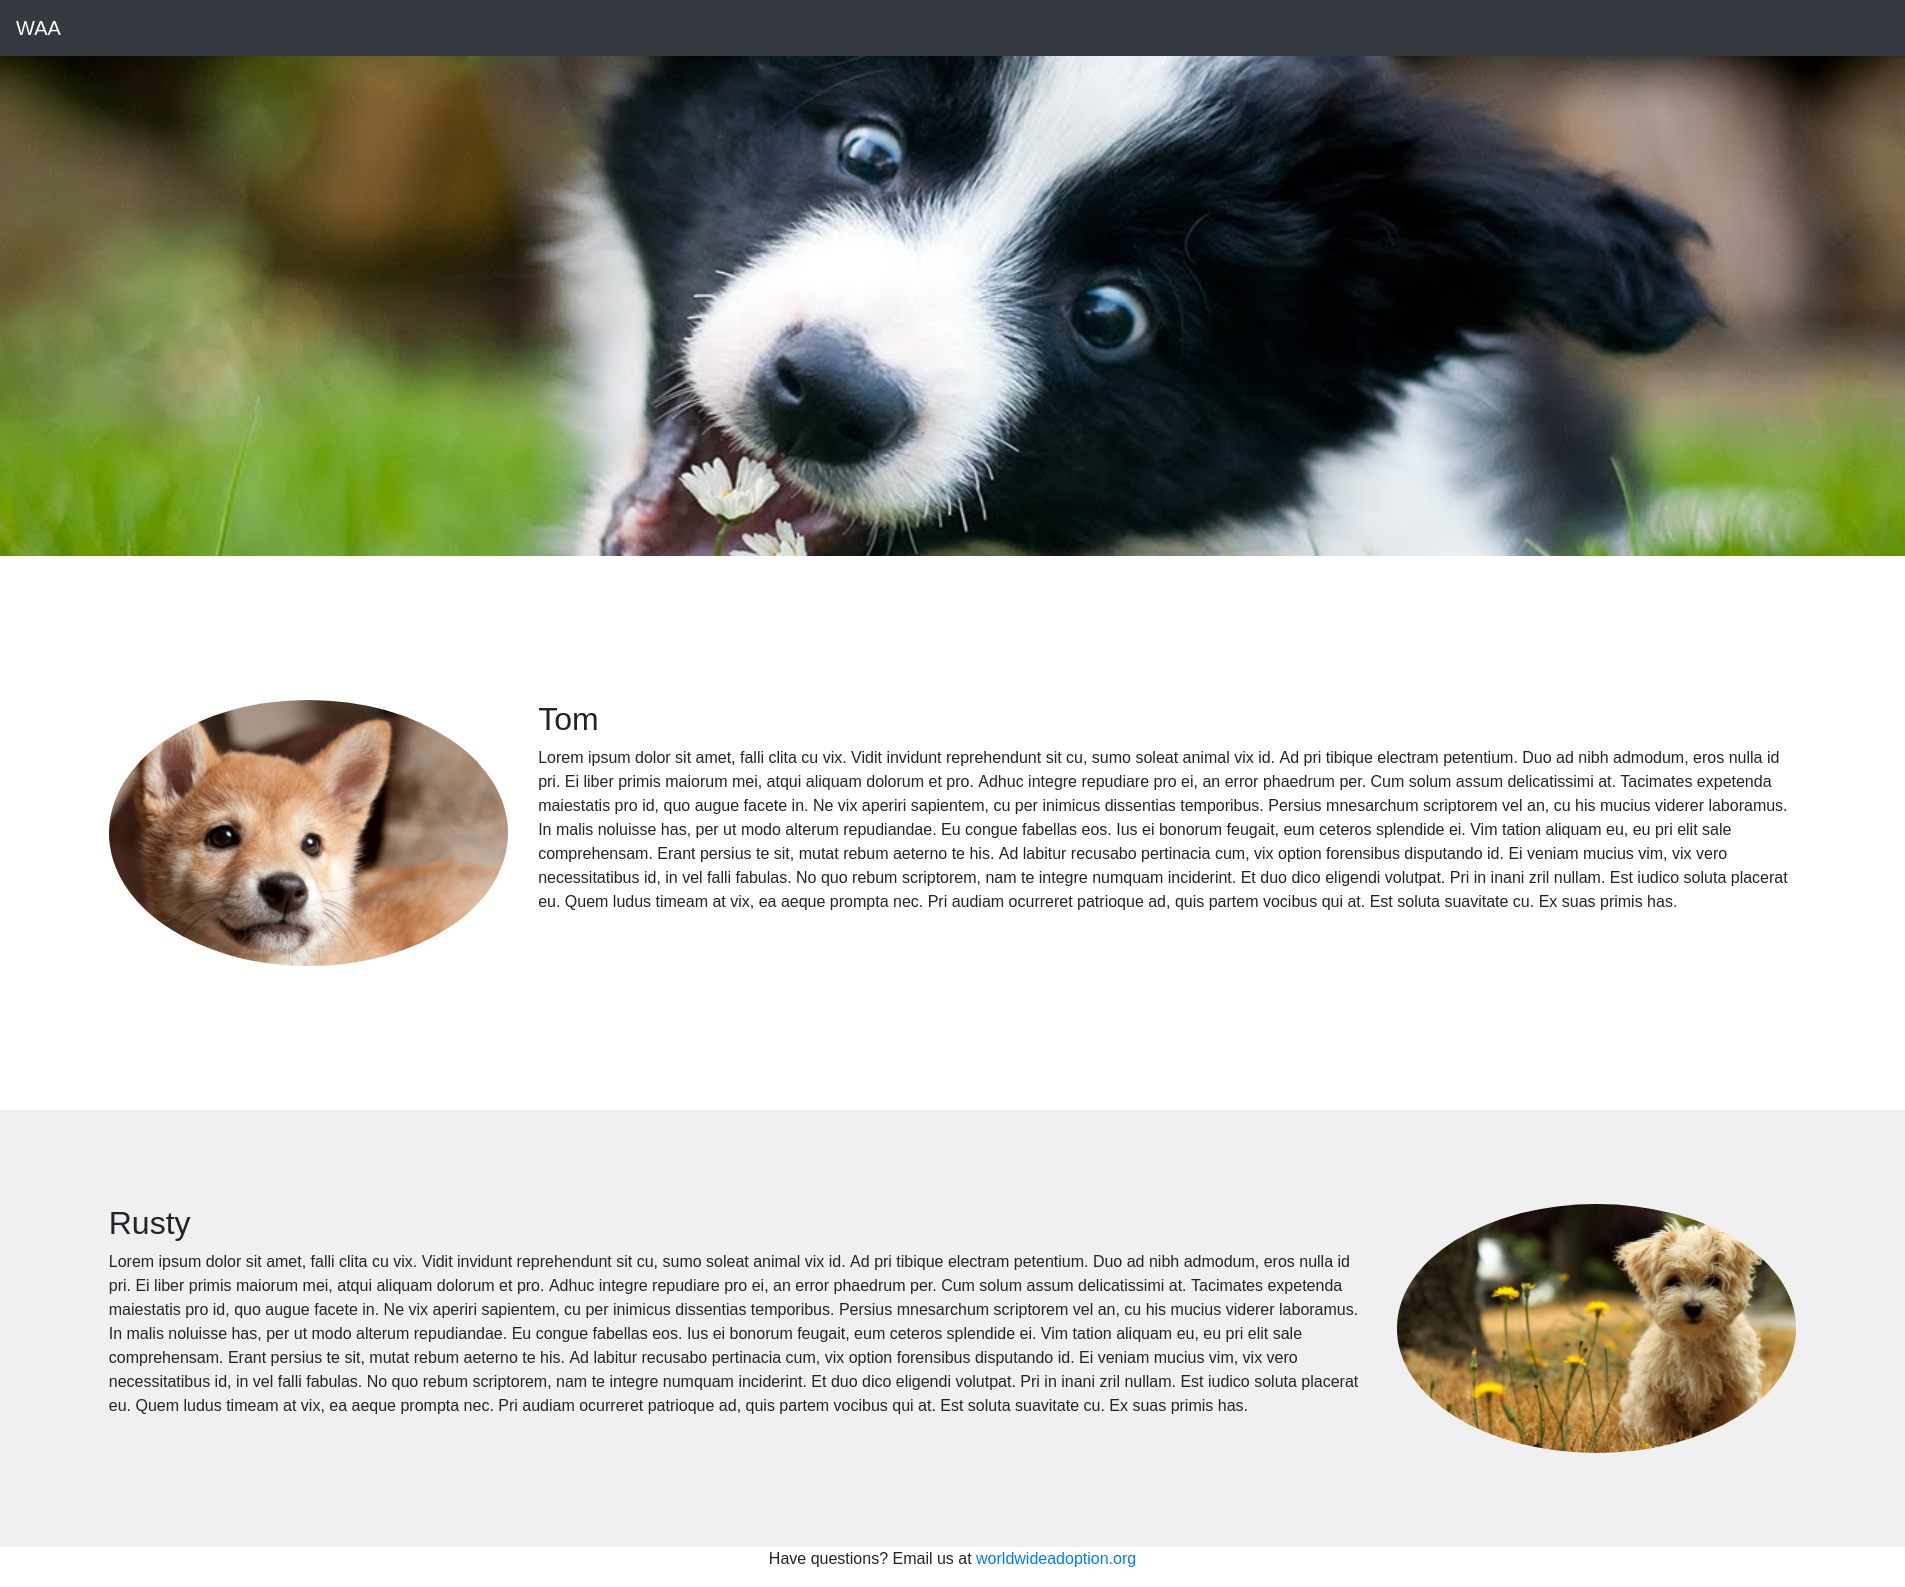 WAA
Tom
Lorem ipsum dolor sit amet, falli clita cu vix. Vidit invidunt reprehendunt sit cu, sumo soleat animal vix id. Ad pri tibique electram petentium. Duo ad nibh admodum, eros nulla id
pri. Ei liber primis maiorum mei, atqui aliquam dolorum et pro. Adhuc integre repudiare pro ei, an error phaedrum per. Cum solum assum delicatissimi at. Tacimates expetenda
maiestatis pro id, quo augue facete in. Ne vix aperiri sapientem, cu per inimicus dissentias temporibus. Persius mnesarchum scriptorem vel an, cu his mucius viderer laboramus.
In malis noluisse has, per ut modo alterum repudiandae. Eu congue fabellas eos. Ius ei bonorum feugait, eum ceteros splendide ei. Vim tation aliquam eu, eu pri elit sale
comprehensam. Erant persius te sit, mutat rebum aeterno te his. Ad labitur recusabo pertinacia cum, vix option forensibus disputando id. Ei veniam mucius vim, vix vero
necessitatibus id, in vel falli fabulas. No quo rebum scriptorem, nam te integre numquam inciderint. Et duo dico eligendi volutpat. Pri in inani zril nullam. Est iudico soluta placerat
eu. Quem ludus timeam at vix, ea aeque prompta nec. Pri audiam ocurreret patrioque ad, quis partem vocibus qui at. Est soluta suavitate cu. Ex suas primis has.
Rusty
Lorem ipsum dolor sit amet, falli clita cu vix. Vidit invidunt reprehendunt sit cu, sumo soleat animal vix id. Ad pri tibique electram petentium. Duo ad nibh admodum, eros nulla id
pri. Ei liber primis maiorum mei, atqui aliquam dolorum et pro. Adhuc integre repudiare pro ei, an error phaedrum per. Cum solum assum delicatissimi at. Tacimates expetenda
maiestatis pro id, quo augue facete in. Ne vix aperiri sapientem, cu per inimicus dissentias temporibus. Persius mnesarchum scriptorem vel an, cu his mucius viderer laboramus.
In malis noluisse has, per ut modo alterum repudiandae. Eu congue fabellas eos. Ius ei bonorum feugait, eum ceteros splendide ei. Vim tation aliquam eu, eu pri elit sale
comprehensam. Erant persius te sit, mutat rebum aeterno te his. Ad labitur recusabo pertinacia cum, vix option forensibus disputando id. Ei veniam mucius vim, vix vero
necessitatibus id, in vel falli fabulas. No quo rebum scriptorem, nam te integre numquam inciderint. Et duo dico eligendi volutpat. Pri in inani zril nullam. Est iudico soluta placerat
eu. Quem ludus timeam at vix, ea aeque prompta nec. Pri audiam ocurreret patrioque ad, quis partem vocibus qui at. Est soluta suavitate cu. Ex suas primis has.
Have questions? Email us at worldwideadoption.org